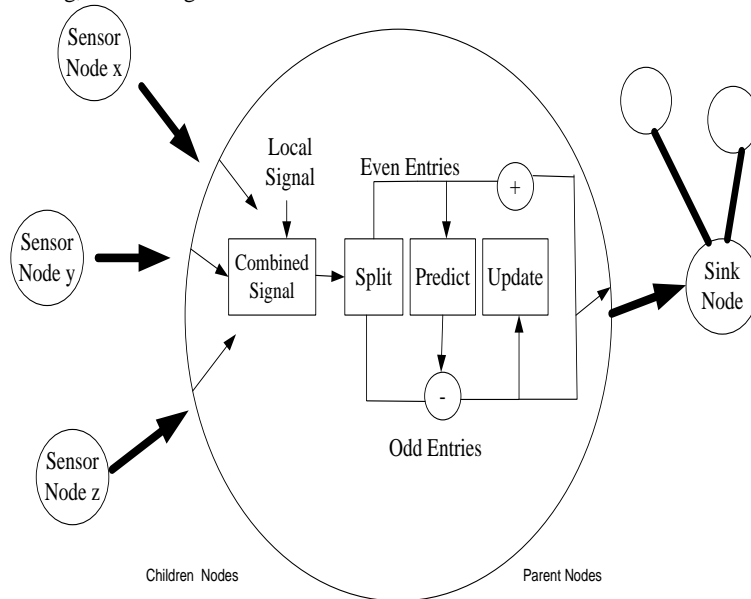 Sensor
Node x
Local
Signal
Even Entries
+
Sensor
Node y
Combined
Signal
Split
Predict
Update
Sink
Node
-
Odd Entries
Sensor
Node z
Children Nodes
Parent Nodes